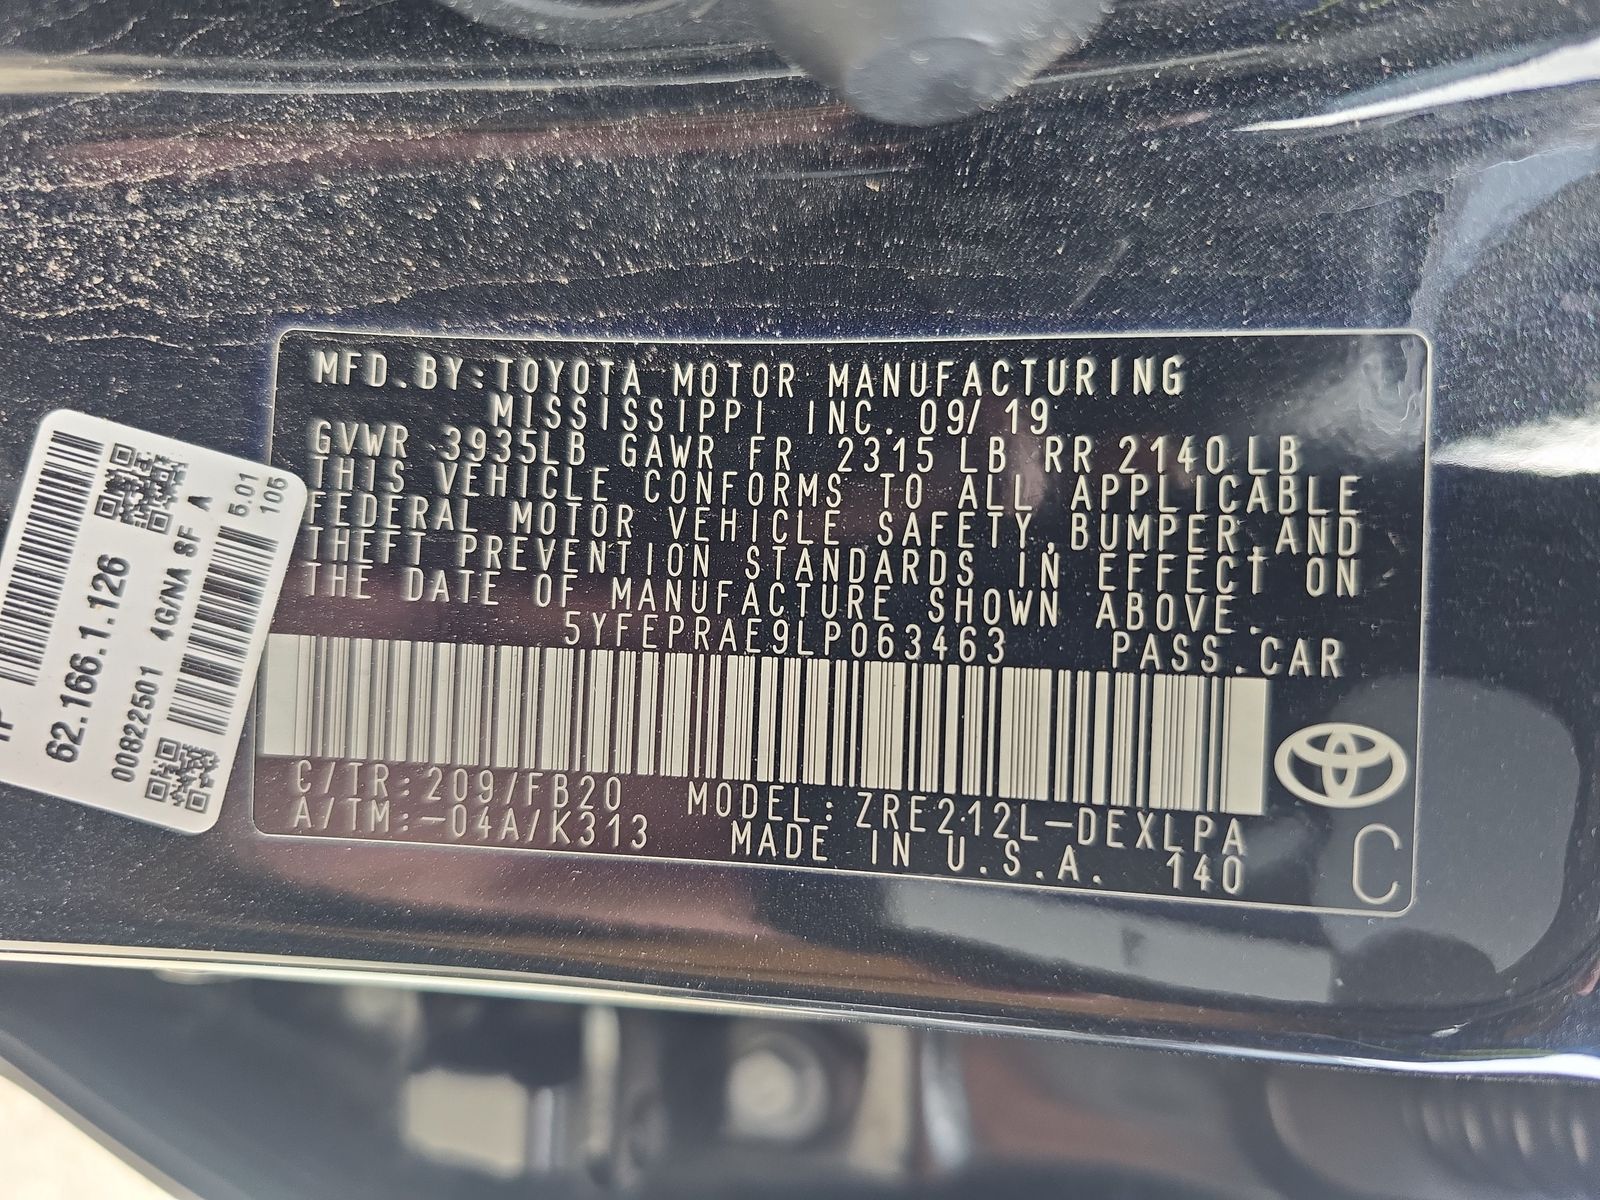 MFD.BY:TOYOTA MOTOR MANUFACTURING
MISSISSIPPI INC. 09/19
GVWR 3935LB GAWR FR 2315LB RR 2140LB
THIS VEHICLE CONFORMS TO ALL APPLICABLE
FEDERAL MOTOR VEHICLE SAFETY,BUMPER,AND
THEFT PREVENTION STANDARDS IN EFFECT ON
THE DATE OF MANUFACTURE SHOWN ABOVE.
5YFEPRAE9LP063463 PASS.CAR
C/TR:209/FB20 MODEL:ZRE212L-DEXLPA
A/TM:-04A/K313 MADE IN U.S.A. 140
C
62.166.1.126
00822501 4G/NA 8F A
5.01
105